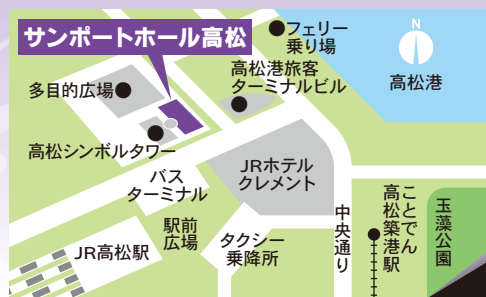 サンポートホール高松
フェリー
乗り場
N
高松港
高松港旅客
ターミナルビル
多目的広場
高松シンボルタワー
バス
ターミナル
JRホテル
クレメント
駅前
広場
JR高松駅
タクシー
乗降所
中央通り
ことでん
高松築港駅
玉藻公園